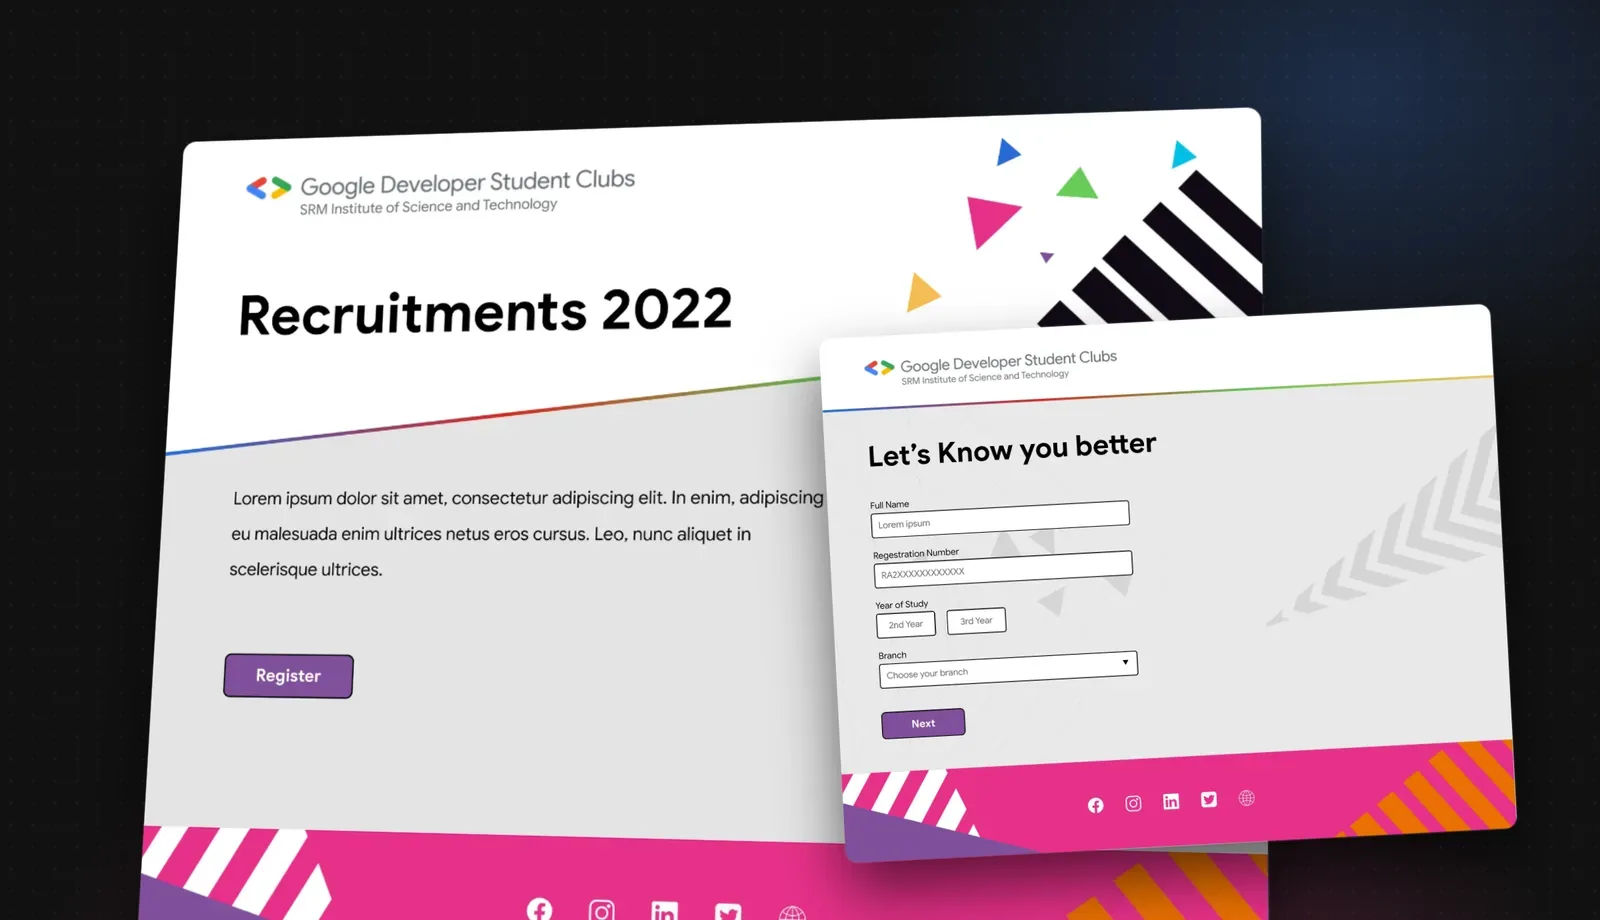 Google Developer Student Clubs
SRM Institute of Science and Technology
Recruitments 2022
Lorem ipsum dolor sit amet, consectetur adipiscing elit. In enim, adipiscing
eu malesuada enim ultrices netus eros cursus. Leo, nunc aliquet in
scelerisque ultrices.
Register
Google Developer Student Clubs
SRM Institute of Science and Technology
Let's Know you better
Full Name
Lorem ipsum
Regestration Number
RA2XXXXXXXXXXXX
Year of Study
2nd Year 3rd Year
Branch
Choose your branch
Next